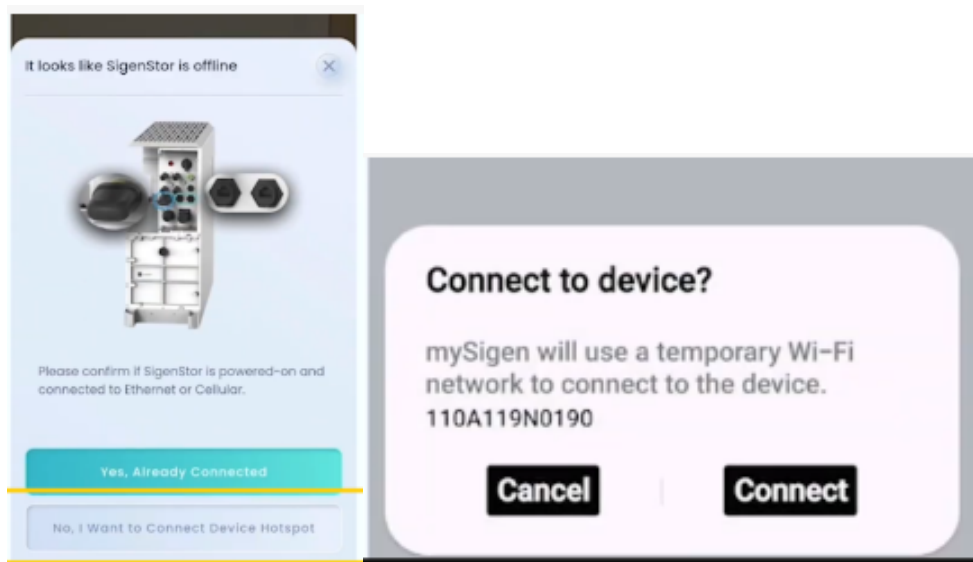 It looks like SigenStor is offline
Please confirm if SigenStor is powered-on and
connected to Ethernet or Cellular.
Yes, Already Connected
No, I Want to Connect Device Hotspot
Connect to device?
mySigen will use a temporary Wi-Fi
network to connect to the device.
110A119N0190
Cancel
Connect